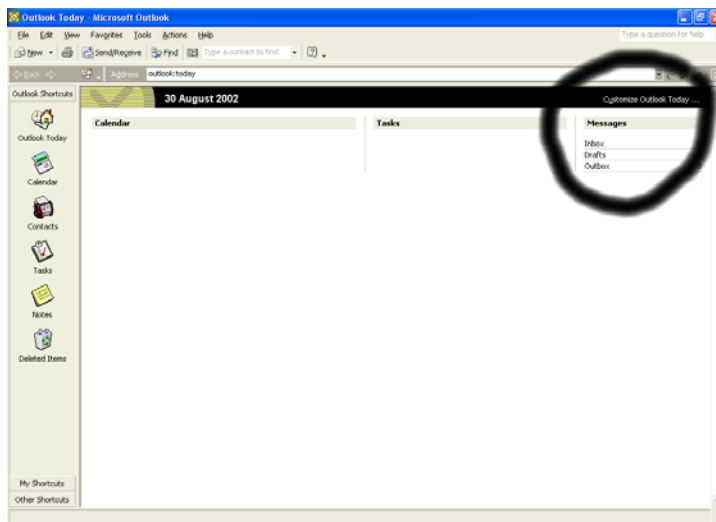 Outlook Today - Microsoft Outlook
File Edit View Favorites Tools Actions Help
Type a question for help
New Send/Receive Find Type a contact to find
Back Address outlook:today
Outlook Shortcuts
30 August 2002
Customize Outlook Today ...
Calendar
Tasks
Messages
Inbox
Drafts
Outbox
Outlook Today
Calendar
Contacts
Tasks
Notes
Deleted Items
My Shortcuts
Other Shortcuts